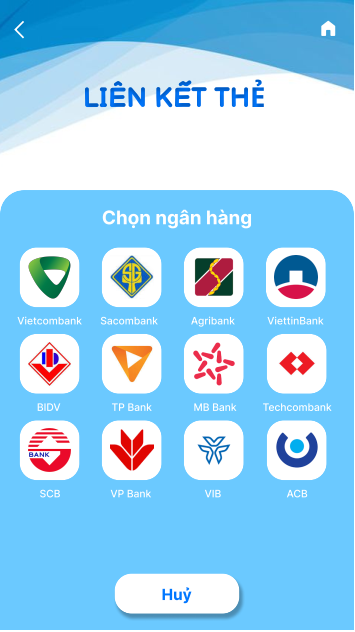 LIÊN KẾT THẺ
Chọn ngân hàng
Vietcombank Sacombank Agribank ViettinBank
BIDV TP Bank MB Bank Techcombank
BANK
SCB VP Bank VIB ACB
Huỷ